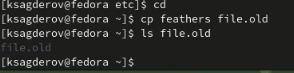 [ksagderov@fedora etc]$ cd
[ksagderov@fedora ~]$ cp feathers file.old
[ksagderov@fedora ~]$ ls file.old
file.old
[ksagderov@fedora ~]$